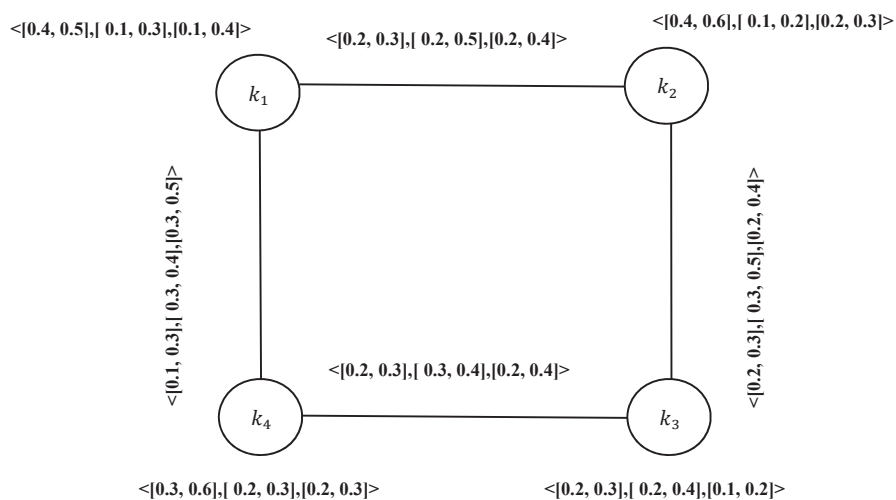 <[0.4, 0.5],[ 0.1, 0.3],[0.1, 0.4]>
<[0.2, 0.3],[ 0.2, 0.5],[0.2, 0.4]>
<[0.4, 0.6],[ 0.1, 0.2],[0.2, 0.3]>
k₁
k₂
<[0.1, 0.3],[ 0.3, 0.4],[0.3, 0.5]>
<[0.2, 0.3],[ 0.3, 0.5],[0.2, 0.4]>
<[0.2, 0.3],[ 0.3, 0.4],[0.2, 0.4]>
k₄
k₃
<[0.3, 0.6],[ 0.2, 0.3],[0.2, 0.3]>
<[0.2, 0.3],[ 0.2, 0.4],[0.1, 0.2]>